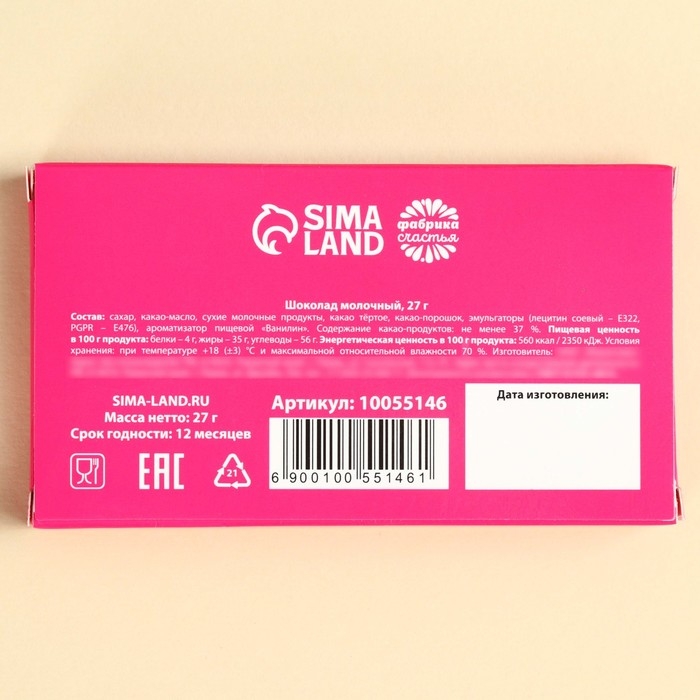 SIMA LAND
фабрика счастья
Шоколад молочный, 27 г
Состав: сахар, какао-масло, сухие молочные продукты, какао тёртое, какао-порошок, эмульгаторы (лецитин соевый – E322,
PGPR – E476), ароматизатор пищевой «Ванилин». Содержание какао-продуктов: не менее 37 %. Пищевая ценность
в 100 г продукта: белки – 4 г, жиры – 35 г, углеводы – 56 г. Энергетическая ценность в 100 г продукта: 560 ккал / 2350 кДж. Условия
хранения: при температуре +18 (±3) °C и максимальной относительной влажности 70 %. Изготовитель:
SIMA-LAND.RU
Масса нетто: 27 г
Срок годности: 12 месяцев
Артикул: 10055146
Дата изготовления:
EAC
21
6 900100 551461